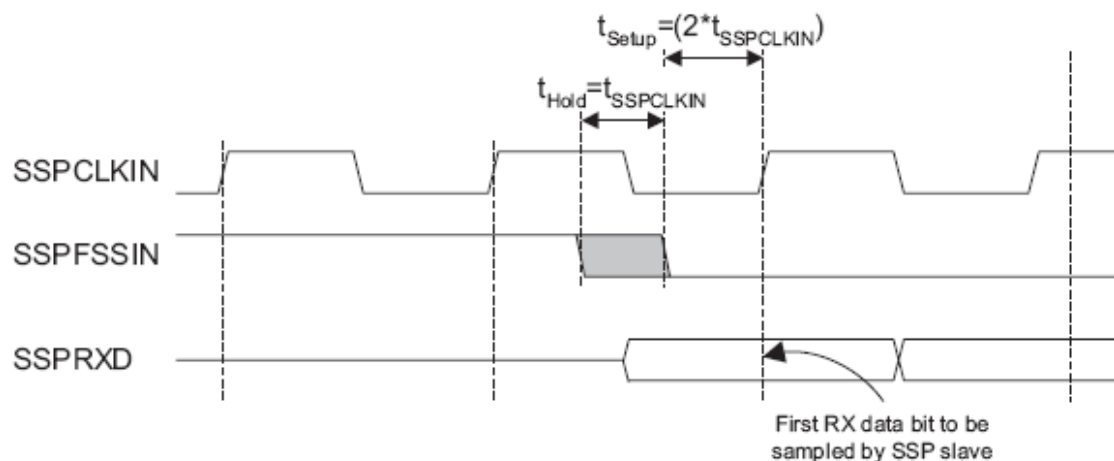 tSetup=(2*tSSPCLKIN)
tHold=tSSPCLKIN
SSPCLKIN
SSPFSSIN
SSPRXD
First RX data bit to be
sampled by SSP slave